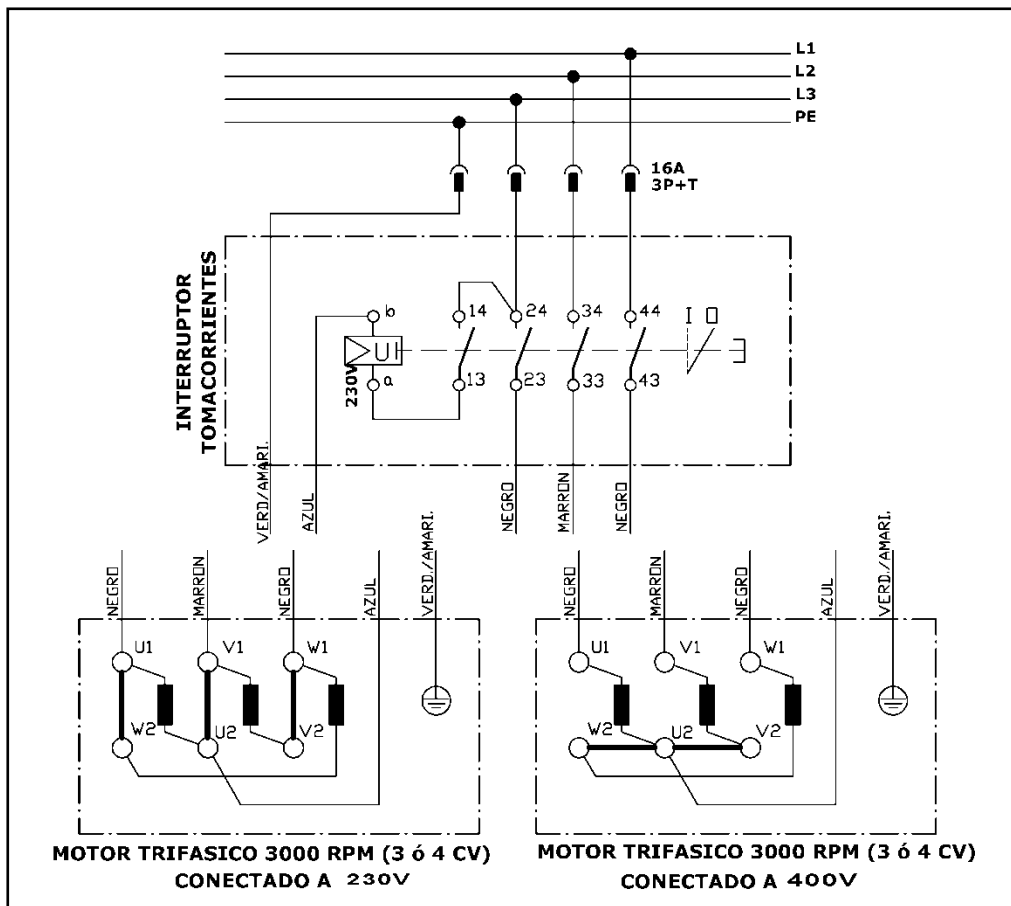 L1
L2
L3
PE
16A
3P+T
INTERRUPTOR
TOMACORRIENTES
b
14
24
34
44
I O
U<
230V
a
13
23
33
43
VERD/AMARI.
AZUL
NEGRO
MARRON
NEGRO
NEGRO
MARRON
NEGRO
AZUL
VERD./AMARI.
U1
V1
W1
W2
U2
V2
MOTOR TRIFASICO 3000 RPM (3 ó 4 CV)
CONECTADO A 230V
NEGRO
MARRON
NEGRO
AZUL
VERD./AMARI.
U1
V1
W1
W2
U2
V2
MOTOR TRIFASICO 3000 RPM (3 ó 4 CV)
CONECTADO A 400V